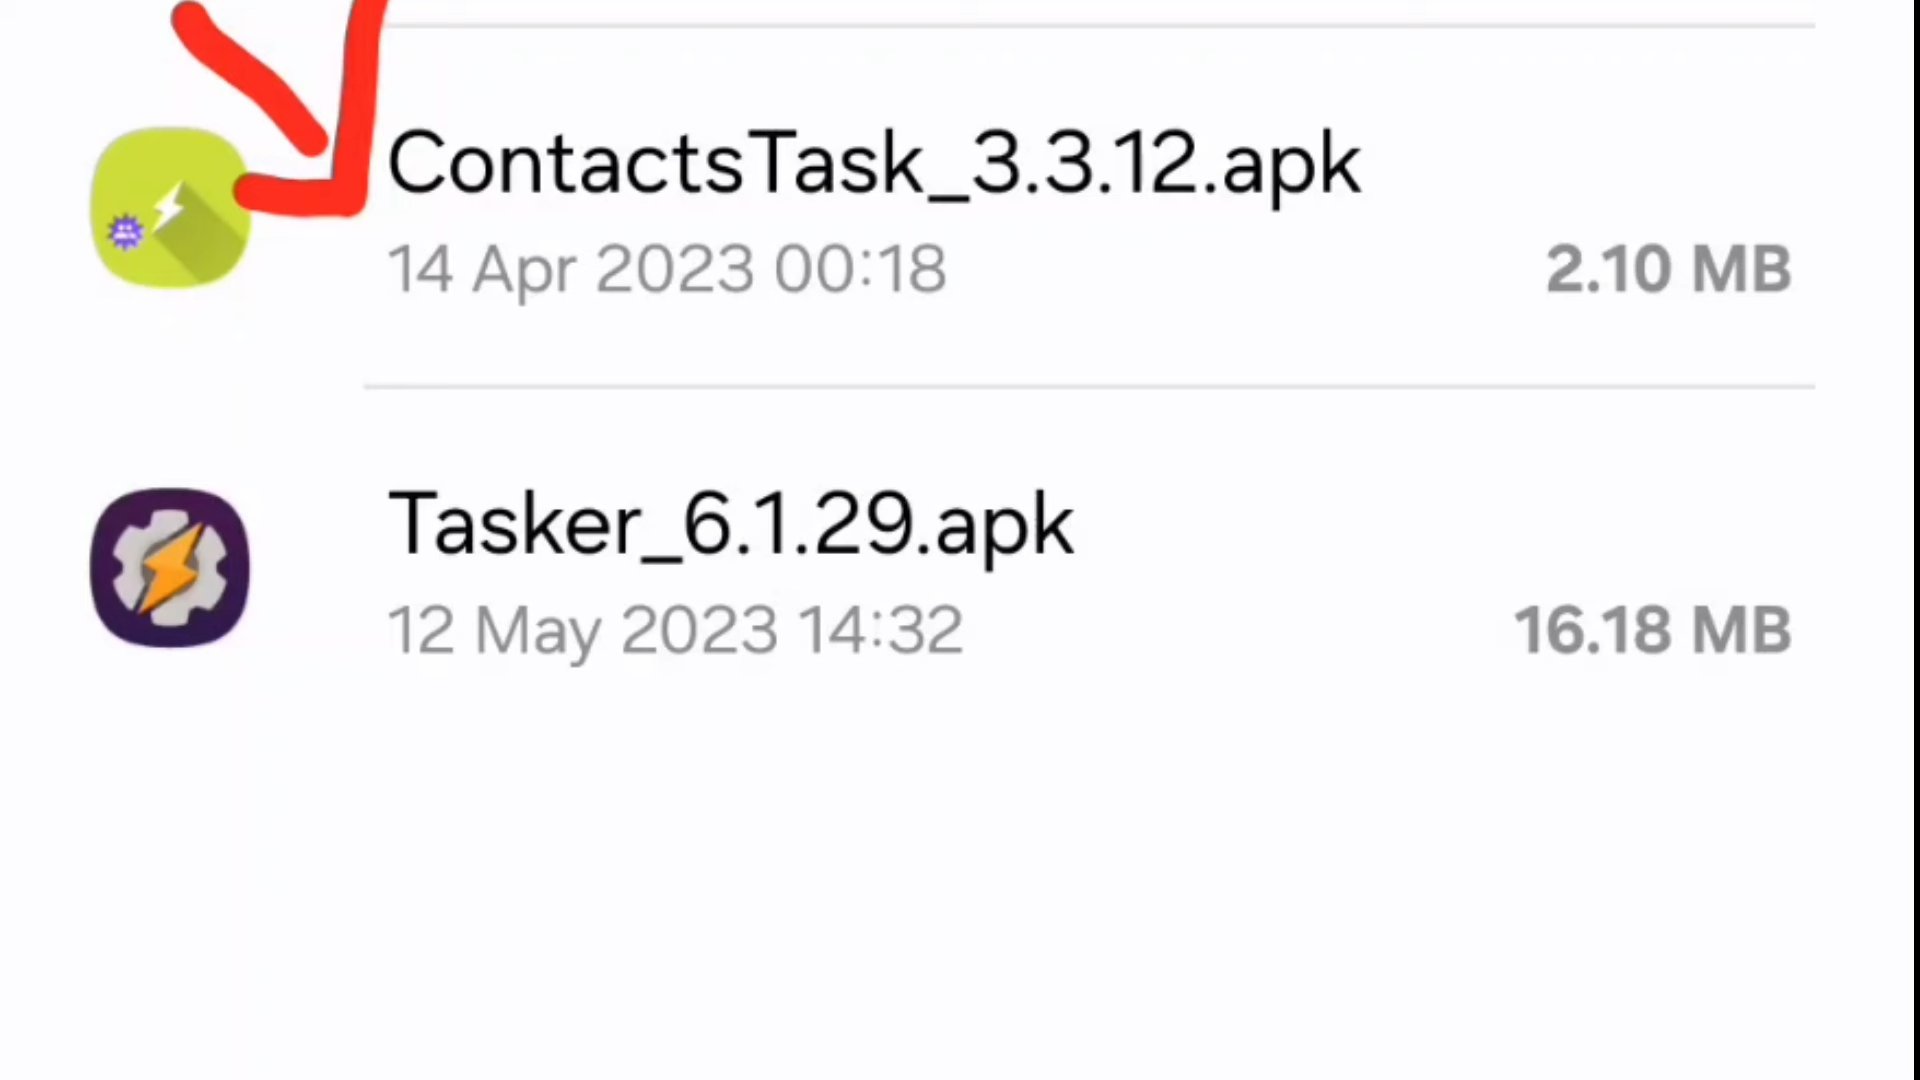 ContactsTask_3.3.12.apk
14 Apr 2023 00:18
2.10 MB
Tasker_6.1.29.apk
12 May 2023 14:32
16.18 MB